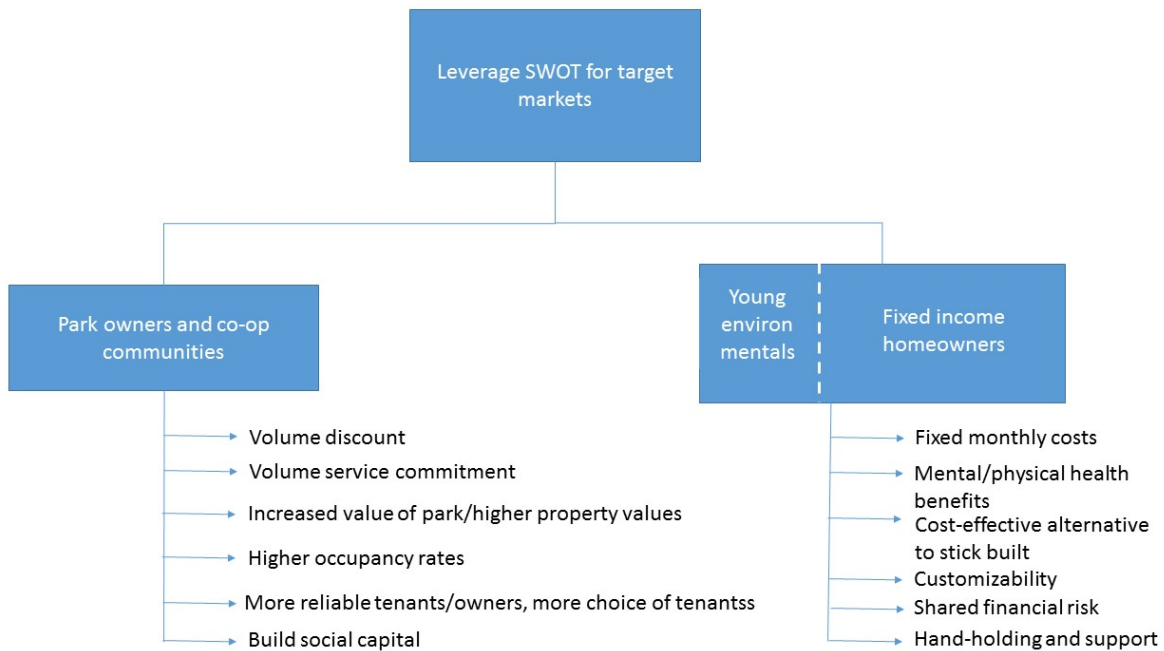 Leverage SWOT for target
markets
Park owners and co-op
communities
Volume discount
Volume service commitment
Increased value of park/higher property values
Higher occupancy rates
More reliable tenants/owners, more choice of tenantss
Build social capital
Young
environ
mentals
Fixed income
homeowners
Fixed monthly costs
Mental/physical health
benefits
Cost-effective alternative
to stick built
Customizability
Shared financial risk
Hand-holding and support